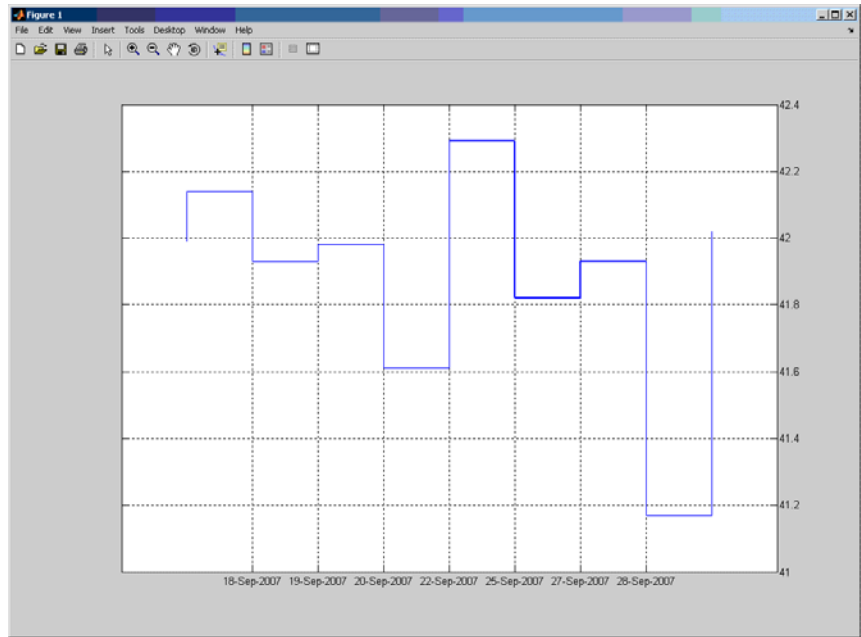 Figure 1
File Edit View Insert Tools Desktop Window Help
42.4
42.2
42
41.8
41.6
41.4
41.2
41
18-Sep-2007 19-Sep-2007 20-Sep-2007 22-Sep-2007 25-Sep-2007 27-Sep-2007 28-Sep-2007